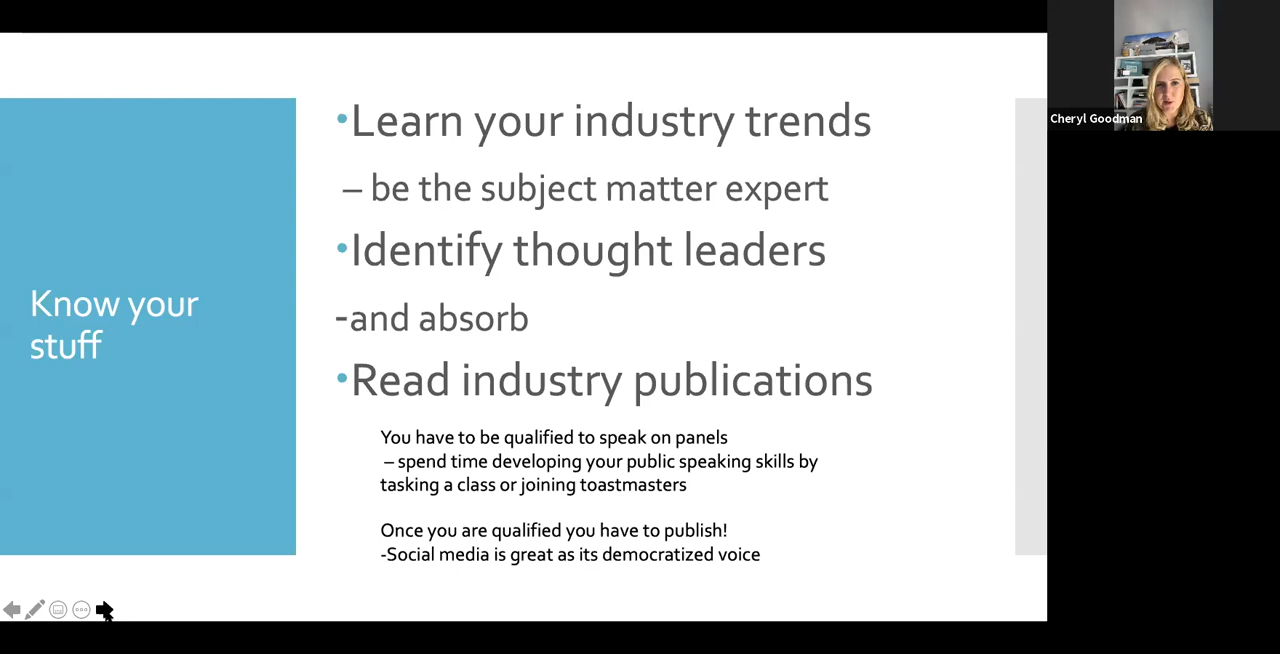 Know your
stuff
•Learn your industry trends
– be the subject matter expert
•Identify thought leaders
-and absorb
•Read industry publications
You have to be qualified to speak on panels
– spend time developing your public speaking skills by
tasking a class or joining toastmasters
Once you are qualified you have to publish!
-Social media is great as its democratized voice
Cheryl Goodman